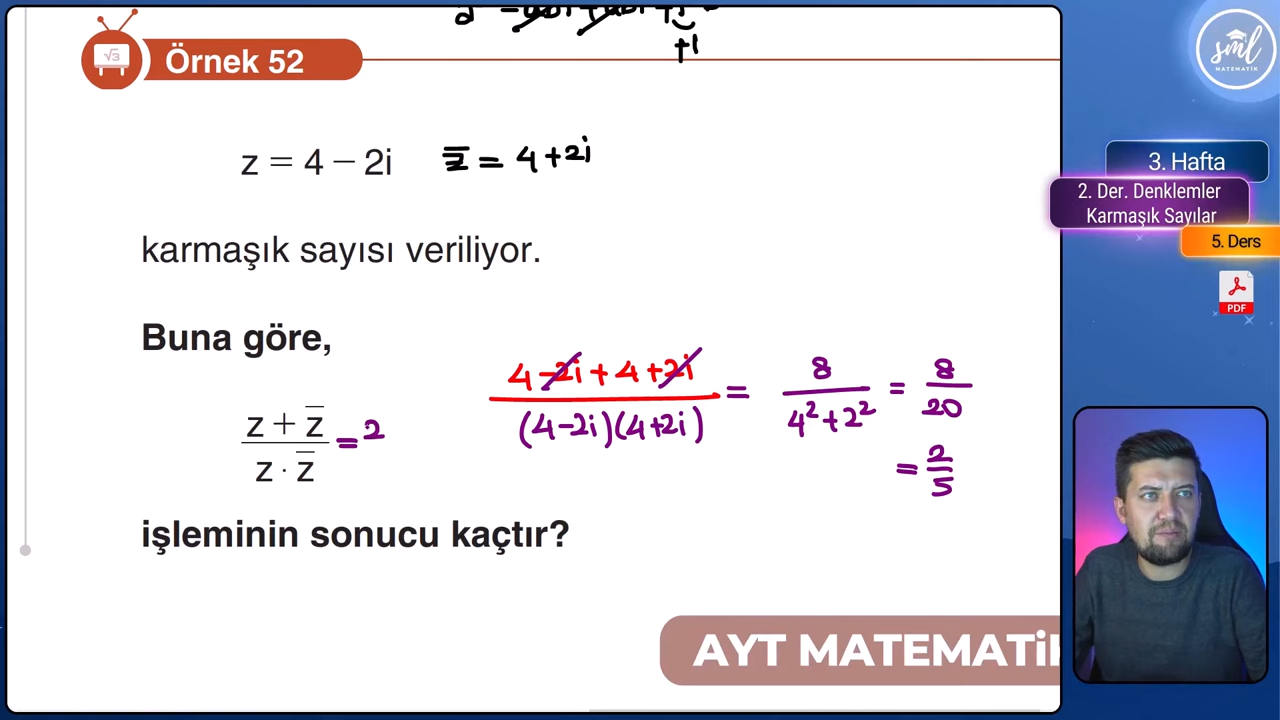 +1
√3
Örnek 52
sml
MATEMATİK
z = 4 − 2i
z̅ = 4+2i
3. Hafta
2. Der. Denklemler
Karmaşık Sayılar
5. Ders
karmaşık sayısı veriliyor.
PDF
Buna göre,
(z + z̅)/(z · z̅) = 2
(4-2i+4+2i)/((4-2i)(4+2i)) = 8/(4²+2²) = 8/20
= 2/5
işleminin sonucu kaçtır?
AYT MATEMATİ